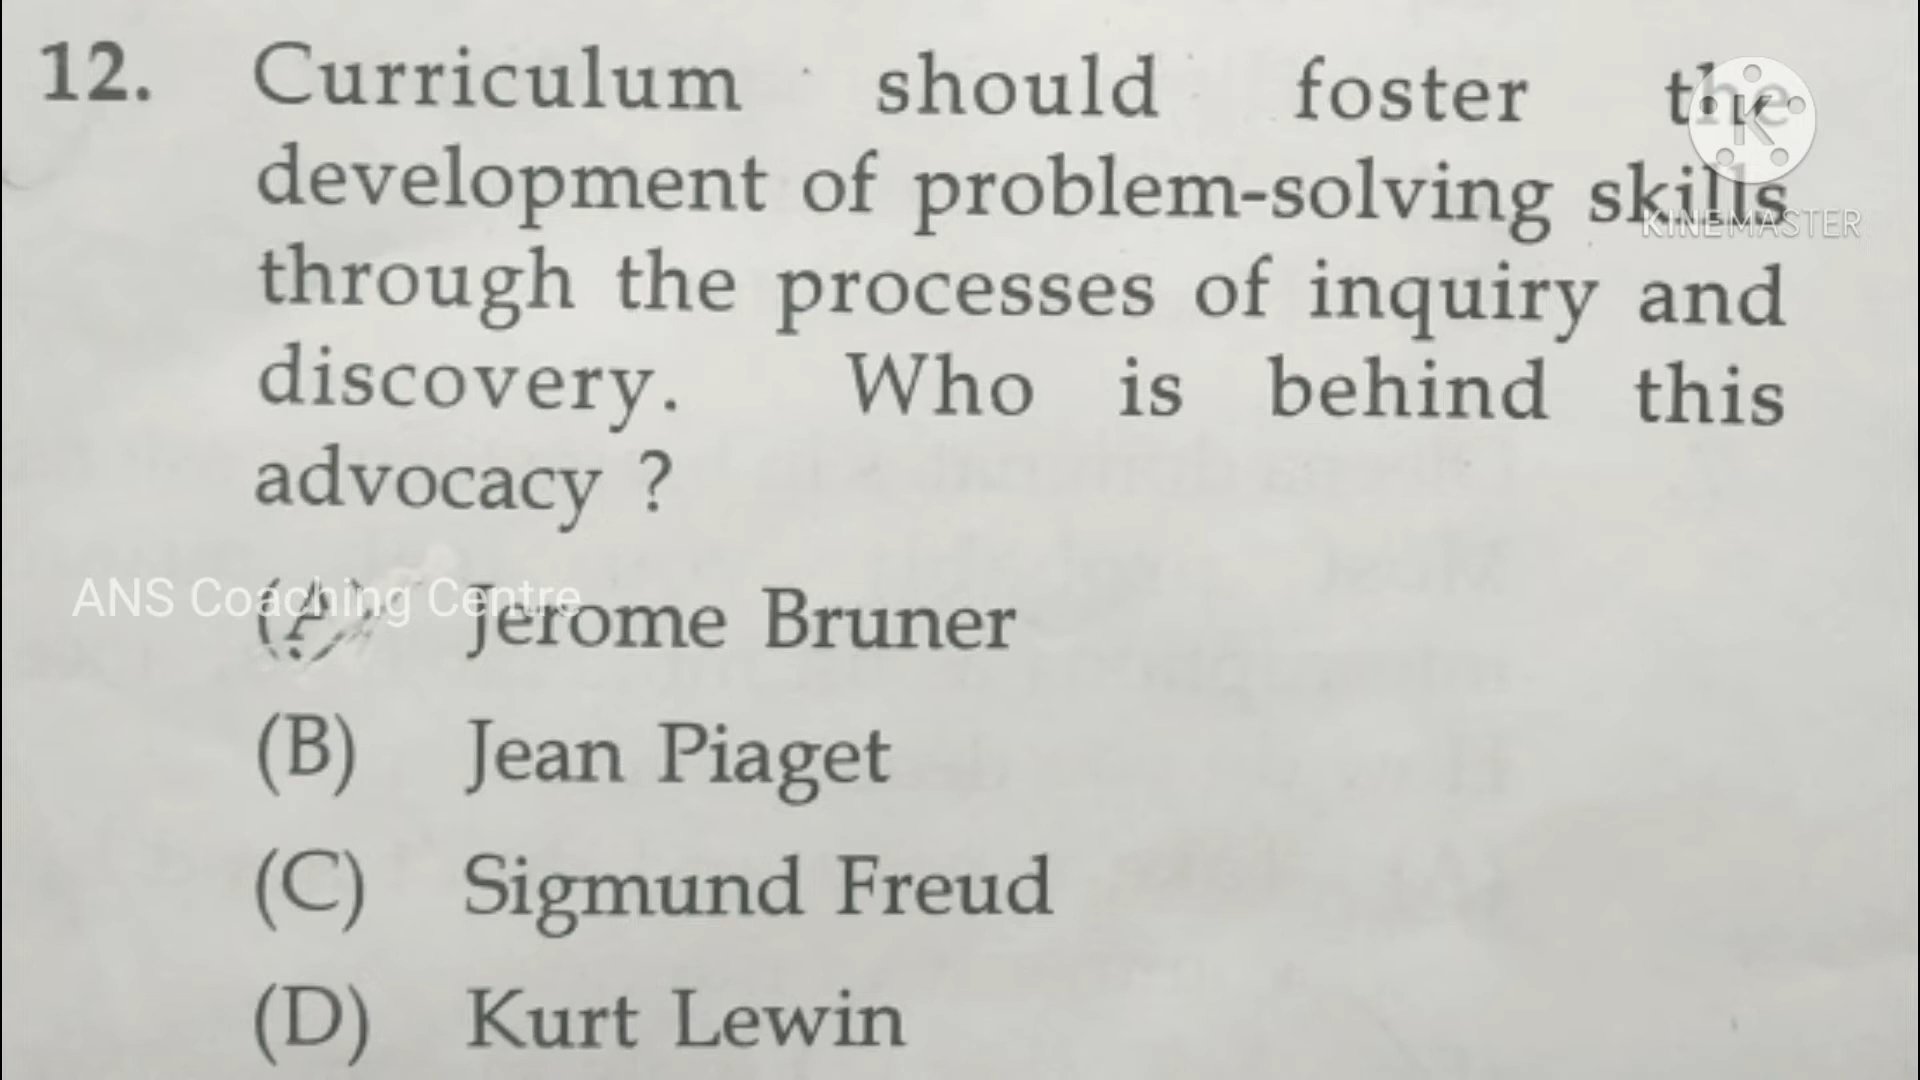 12. Curriculum should foster the
development of problem-solving skills
through the processes of inquiry and
discovery. Who is behind this
advocacy ?
(A) Jerome Bruner
(B) Jean Piaget
(C) Sigmund Freud
(D) Kurt Lewin
K
KINEMASTER
ANS Coaching Centre